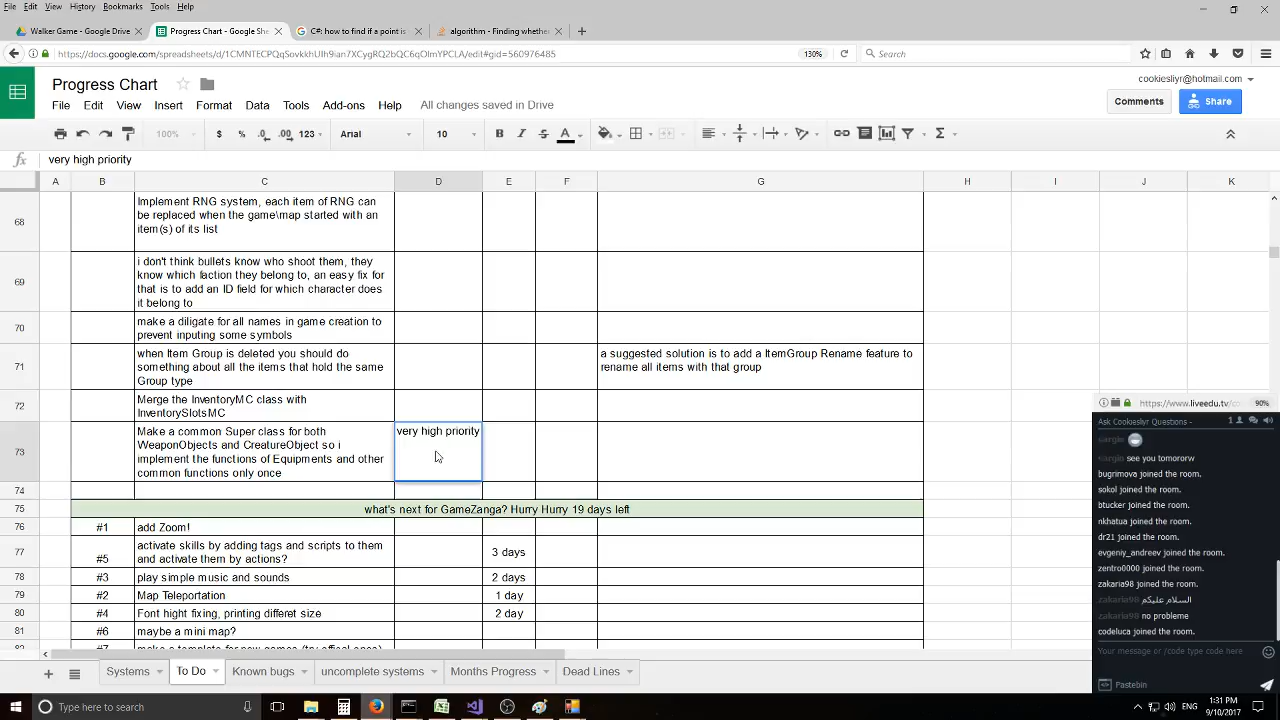 File Edit View History Bookmarks Tools Help
Walker Game - Google Drive
Progress Chart - Google S
C#: How to find if a point is
algorithm - Finding whethe
https://docs.google.com/spreadsheets/d/1CMNTECPQqSovkkhUh9ian7XCygRQ2bQC6qOlmYPCLA/edit#gid=560976485
130%
Search
Progress Chart
cookiesliyr@hotmail.com
File Edit View Insert Format Data Tools Add-ons Help All changes saved in Drive
Comments
Share
100% $ % .0 .00 123 Arial 10
fx very high priority
A B C D E F G H I J K
68 Implement RNG system, each item of RNG can
be replaced when the game\map started with an
item(s) of its list
69 i don't think bullets know who shoot them, they
know which faction they belong to, an easy fix for
that is to add an ID field for which character does
it belong to
70 make a diligate for all names in game creation to
prevent inputing some symbols
71 when Item Group is deleted you should do
something about all the items that hold the same
Group type
a suggested solution is to add a ItemGroup Rename feature to
rename all items with that group
72 Merge the InventoryMC class with
InventorySlotsMC
73 Make a common Super class for both
WeaponObjects and CreatureObject so i
emplement the function of Equipments and other
common functions only once
very high priority
74
75 what's text for GameZanga? Hurry Hurry 19 days left
76 #1 add Zoom!
77 #5 activate skills by adding tags and scripts to them
and activate them by actions?
3 days
78 #3 play simple music and sounds 2 days
79 #2 Map Teleportation 1 day
80 #4 Font hight fixing, prining differet size 2 day
81 #6 maybe a mini map?
Systems To Do Known bugs uncomplete systems Months Progress Dead Lines
https://www.liveedu.tv/co
90%
Ask Cookiesliyr Questions - 1
sargin
sargin see you tomororw
bugrimova joined the room.
sokol joined the room.
btucker joined the room.
nkhatua joined the room.
dr21 joined the room.
evgeniy_andreev joined the room.
zentro0000 joined the room.
zakaria98 joined the room.
zakaria98 السلام عليكم
zakaria98 no probleme
codeluca joined the room.
Your message or /code type code here
Pastebin
Type here to search
ENG
1:31 PM
9/10/2017